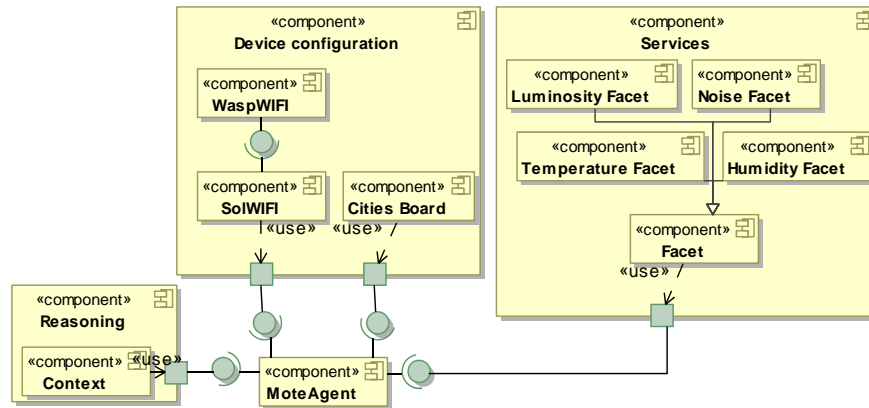 «component»
Device configuration
«component»
WaspWIFI
«component»
SolWIFI
«use»
«component»
Cities Board
«use»
«component»
Services
«component»
Luminosity Facet
«component»
Noise Facet
«component»
Temperature Facet
«component»
Humidity Facet
«component»
Facet
«use»
«component»
Reasoning
«component»
Context
«use»
«component»
MoteAgent